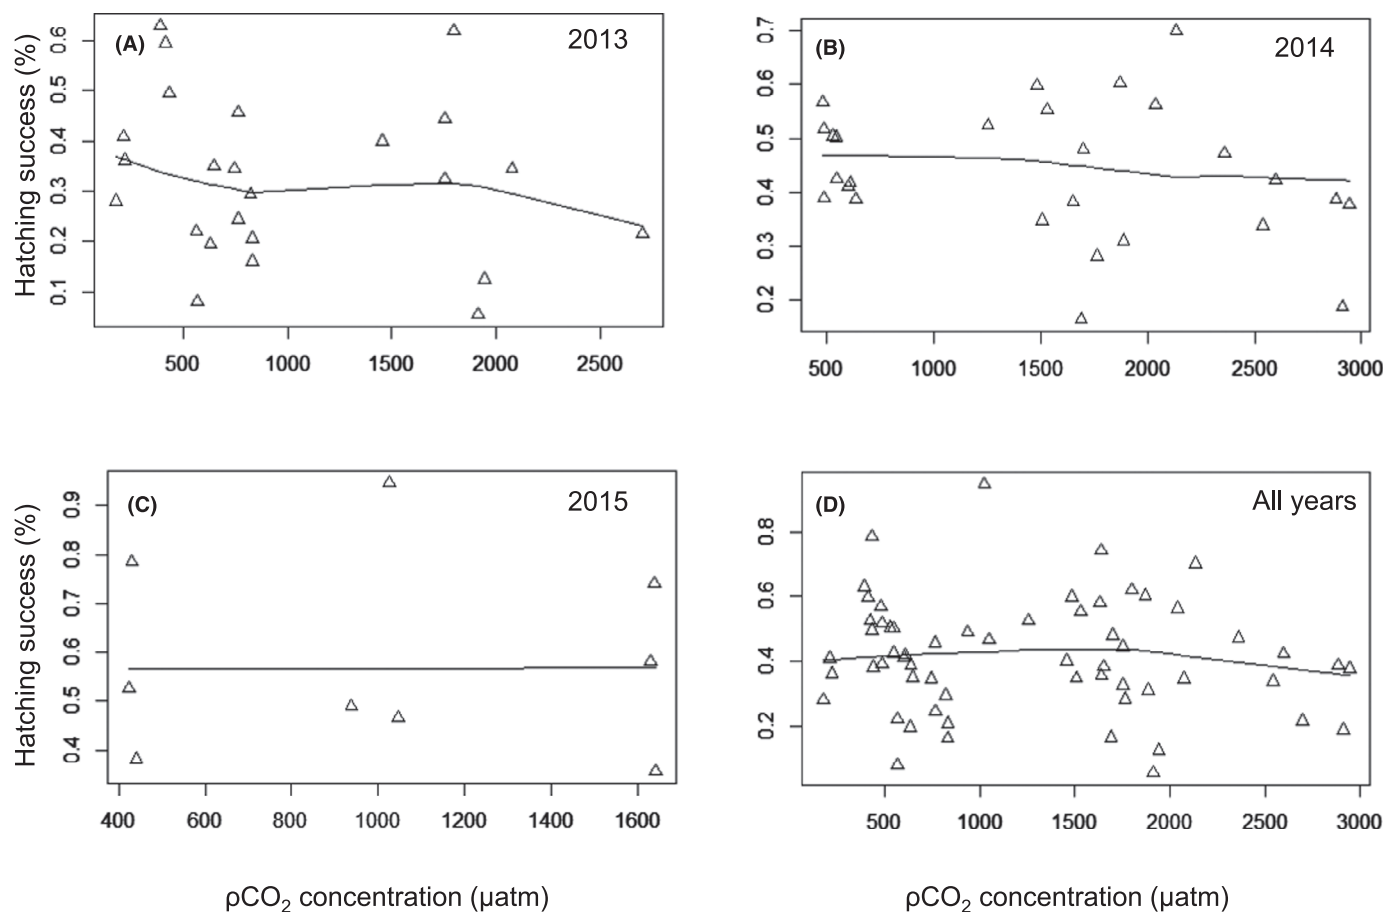 (A) 2013
Hatching success (%)
0.6
0.5
0.4
0.3
0.2
0.1
500 1000 1500 2000 2500
(B) 2014
0.7
0.6
0.5
0.4
0.3
0.2
500 1000 1500 2000 2500 3000
(C) 2015
Hatching success (%)
0.9
0.8
0.7
0.6
0.5
0.4
400 600 800 1000 1200 1400 1600
ρCO2 concentration (µatm)
(D) All years
0.8
0.6
0.4
0.2
500 1000 1500 2000 2500 3000
ρCO2 concentration (µatm)